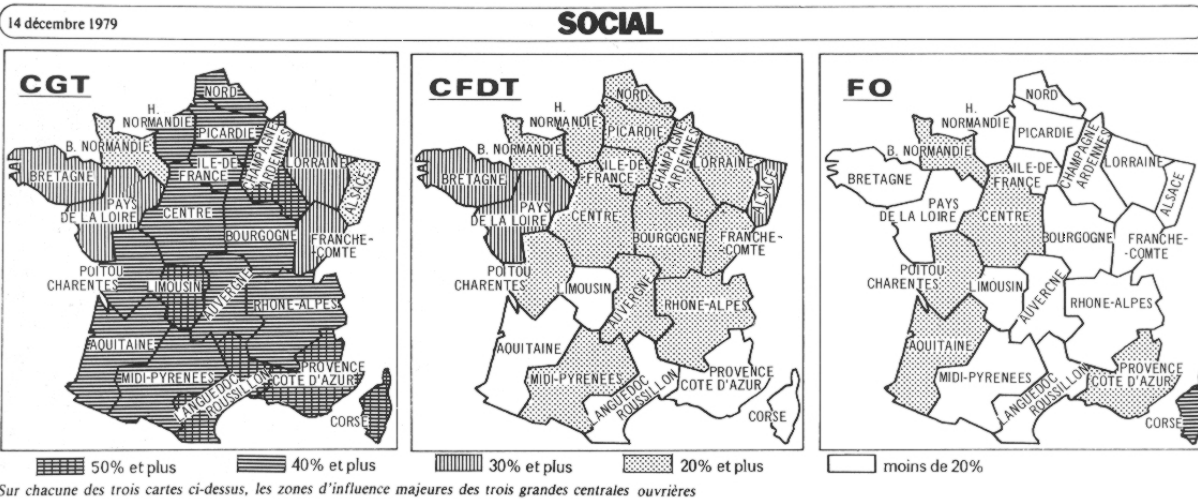 14 décembre 1979
SOCIAL
CGT
NORD
H.
NORMANDIE
PICARDIE
B. NORMANDIE
ILE-DE-
FRANCE
CHAMPAGNE
ARDENNES
LORRAINE
ALSACE
BRETAGNE
PAYS
DE LA LOIRE
CENTRE
BOURGOGNE
FRANCHE-
-COMTE
POITOU
CHARENTES
LIMOUSIN
AUVERGNE
RHONE-ALPES
AQUITAINE
MIDI-PYRENEES
LANGUEDOC
ROUSSILLON
PROVENCE
COTE D'AZUR
CORSE
CFDT
NORD
H.
NORMANDIE
PICARDIE
B. NORMANDIE
ILE-DE-
FRANCE
CHAMPAGNE
ARDENNES
LORRAINE
ALSACE
BRETAGNE
PAYS
DE LA LOIRE
CENTRE
BOURGOGNE
FRANCHE-
-COMTE
POITOU
CHARENTES
LIMOUSIN
AUVERGNE
RHONE-ALPES
AQUITAINE
MIDI-PYRENEES
LANGUEDOC
ROUSSILLON
PROVENCE
COTE D'AZUR
CORSE
FO
NORD
H.
NORMANDIE
PICARDIE
B. NORMANDIE
ILE-DE-
FRANCE
CHAMPAGNE
ARDENNES
LORRAINE
ALSACE
BRETAGNE
PAYS
DE LA LOIRE
CENTRE
BOURGOGNE
FRANCHE-
-COMTE
POITOU
CHARENTES
LIMOUSIN
AUVERGNE
RHONE-ALPES
AQUITAINE
MIDI-PYRENEES
LANGUEDOC
ROUSSILLON
PROVENCE
COTE D'AZUR
CORSE
50% et plus
40% et plus
30% et plus
20% et plus
moins de 20%
Sur chacune des trois cartes ci-dessus, les zones d'influence majeures des trois grandes centrales ouvrières